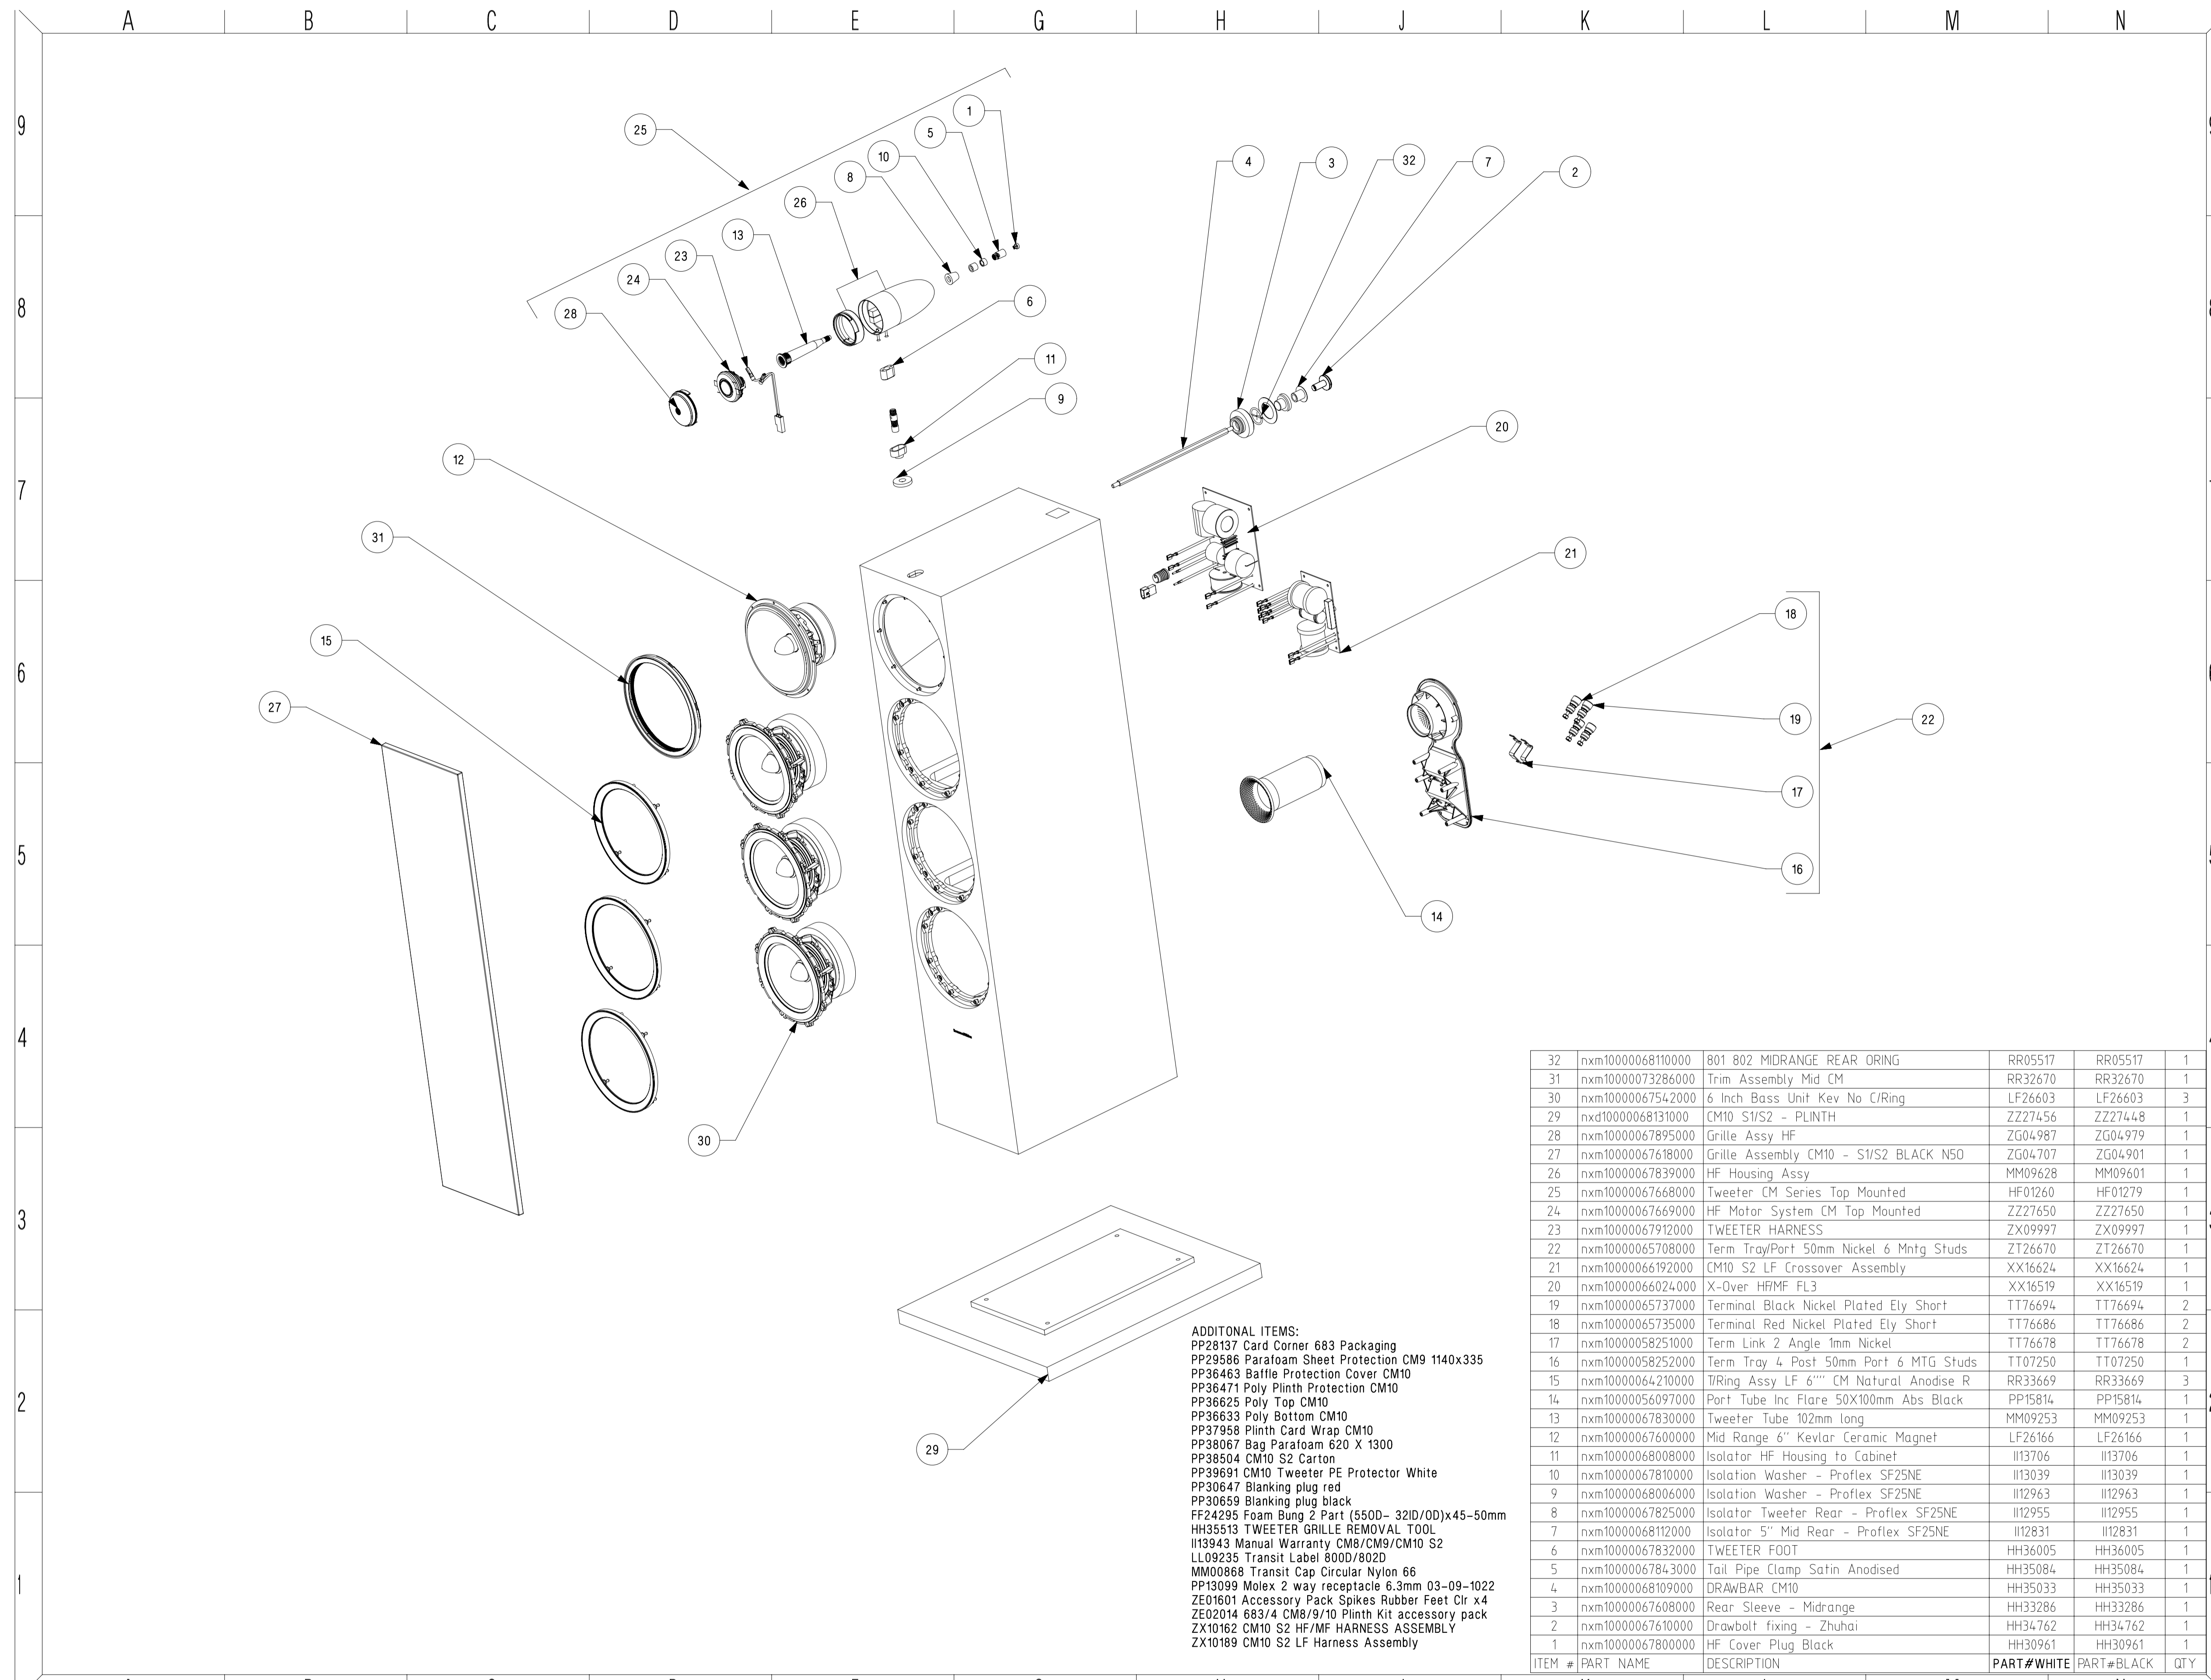 A B C D E G H J K L M N
9
8
7
6
5
4
3
2
1
25
1
5
10
8
26
13
23
24
28
6
11
9
4
3
32
7
2
20
12
31
21
15
18
27
19
22
17
16
14
30
29
32 nxm10000068110000 801 802 MIDRANGE REAR ORING RR05517 RR05517 1
31 nxm10000073286000 Trim Assembly Mid CM RR32670 RR32670 1
30 nxm10000067542000 6 Inch Bass Unit Kev No C/Ring LF26603 LF26603 3
29 nxd10000068131000 CM10 S1/S2 - PLINTH ZZ27456 ZZ27448 1
28 nxm10000067895000 Grille Assy HF ZG04987 ZG04979 1
27 nxm10000067618000 Grille Assembly CM10 - S1/S2 BLACK N50 ZG04707 ZG04901 1
26 nxm10000067839000 HF Housing Assy MM09628 MM09601 1
25 nxm10000067668000 Tweeter CM Series Top Mounted HF01260 HF01279 1
24 nxm10000067669000 HF Motor System CM Top Mounted ZZ27650 ZZ27650 1
23 nxm10000067912000 TWEETER HARNESS ZX09997 ZX09997 1
22 nxm10000065708000 Term Tray/Port 50mm Nickel 6 Mntg Studs ZT26670 ZT26670 1
21 nxm10000066192000 CM10 S2 LF Crossover Assembly XX16624 XX16624 1
20 nxm10000066024000 X-Over HF/MF FL3 XX16519 XX16519 1
19 nxm10000065737000 Terminal Black Nickel Plated Ely Short TT76694 TT76694 2
18 nxm10000065735000 Terminal Red Nickel Plated Ely Short TT76686 TT76686 2
17 nxm10000058251000 Term Link 2 Angle 1mm Nickel TT76678 TT76678 2
16 nxm10000058252000 Term Tray 4 Post 50mm Port 6 MTG Studs TT07250 TT07250 1
15 nxm10000064210000 T/Ring Assy LF 6"" CM Natural Anodise R RR33669 RR33669 3
14 nxm10000056097000 Port Tube Inc Flare 50X100mm Abs Black PP15814 PP15814 1
13 nxm10000067830000 Tweeter Tube 102mm long MM09253 MM09253 1
12 nxm10000067600000 Mid Range 6" Kevlar Ceramic Magnet LF26166 LF26166 1
11 nxm10000068008000 Isolator HF Housing to Cabinet II13706 II13706 1
10 nxm10000067810000 Isolation Washer - Proflex SF25NE II13039 II13039 1
9 nxm10000068006000 Isolation Washer - Proflex SF25NE II12963 II12963 1
8 nxm10000067825000 Isolator Tweeter Rear - Proflex SF25NE II12955 II12955 1
7 nxm10000068112000 Isolator 5" Mid Rear - Proflex SF25NE II12831 II12831 1
6 nxm10000067832000 TWEETER FOOT HH36005 HH36005 1
5 nxm10000067843000 Tail Pipe Clamp Satin Anodised HH35084 HH35084 1
4 nxm10000068109000 DRAWBAR CM10 HH35033 HH35033 1
3 nxm10000067608000 Rear Sleeve - Midrange HH33286 HH33286 1
2 nxm10000067610000 Drawbolt fixing - Zhuhai HH34762 HH34762 1
1 nxm10000067800000 HF Cover Plug Black HH30961 HH30961 1
ITEM # PART NAME DESCRIPTION PART#WHITE PART#BLACK QTY
ADDITONAL ITEMS:
PP28137 Card Corner 683 Packaging
PP29586 Parafoam Sheet Protection CM9 1140x335
PP36463 Baffle Protection Cover CM10
PP36471 Poly Plinth Protection CM10
PP36625 Poly Top CM10
PP36633 Poly Bottom CM10
PP37958 Plinth Card Wrap CM10
PP38067 Bag Parafoam 620 X 1300
PP38504 CM10 S2 Carton
PP39691 CM10 Tweeter PE Protector White
PP30647 Blanking plug red
PP30659 Blanking plug black
FF24295 Foam Bung 2 Part (55OD- 32ID/OD)x45-50mm
HH35513 TWEETER GRILLE REMOVAL TOOL
II13943 Manual Warranty CM8/CM9/CM10 S2
LL09235 Transit Label 800D/802D
MM00868 Transit Cap Circular Nylon 66
PP13099 Molex 2 way receptacle 6.3mm 03-09-1022
ZE01601 Accessory Pack Spikes Rubber Feet Clr x4
ZE02014 683/4 CM8/9/10 Plinth Kit accessory pack
ZX10162 CM10 S2 HF/MF HARNESS ASSEMBLY
ZX10189 CM10 S2 LF Harness Assembly